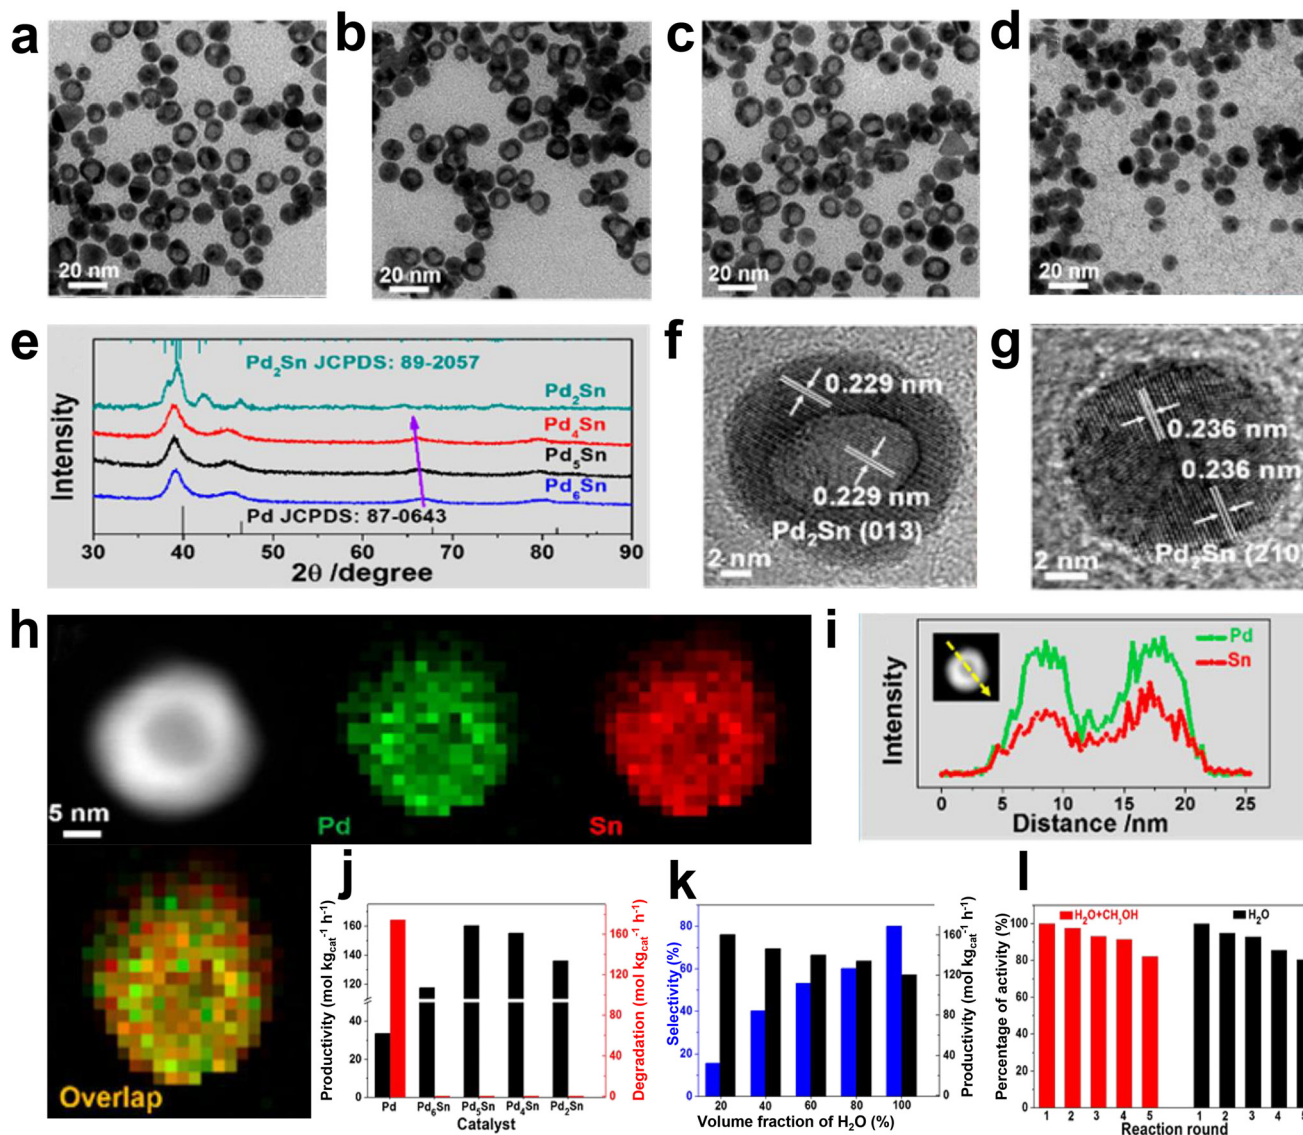 a
b
c
d
20 nm
20 nm
20 nm
20 nm
e
Intensity
Pd2Sn JCPDS: 89-2057
Pd2Sn
Pd4Sn
Pd5Sn
Pd6Sn
Pd JCPDS: 87-0643
30 40 50 60 70 80 90
2θ /degree
f
0.229 nm
0.229 nm
Pd2Sn (013)
2 nm
g
0.236 nm
0.236 nm
Pd2Sn (210)
2 nm
h
5 nm
Pd
Sn
Overlap
i
Intensity
Pd
Sn
0 5 10 15 20 25
Distance /nm
j
Productivity (mol kgcat-1 h-1)
160
140
120
40
20
0
Degradation (mol kgcat-1 h-1)
160
120
80
40
0
Pd Pd6Sn Pd5Sn Pd4Sn Pd2Sn
Catalyst
k
Selectivity (%)
80
60
40
20
0
Productivity (mol kgcat-1 h-1)
160
120
80
40
0
20 40 60 80 100
Volume fraction of H2O (%)
l
Percentage of activity (%)
100
80
60
40
20
0
H2O+CH3OH
H2O
1 2 3 4 5 1 2 3 4 5
Reaction round